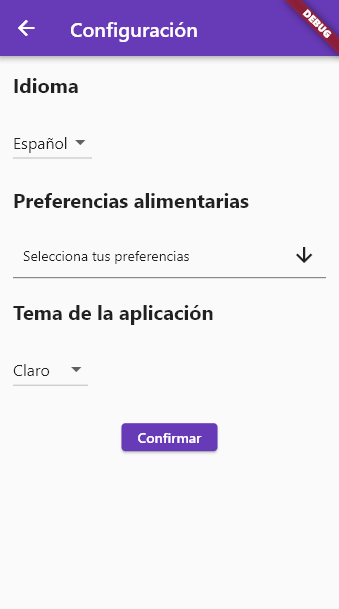 Configuración
DEBUG
Idioma
Español
Preferencias alimentarias
Selecciona tus preferencias
Tema de la aplicación
Claro
Confirmar